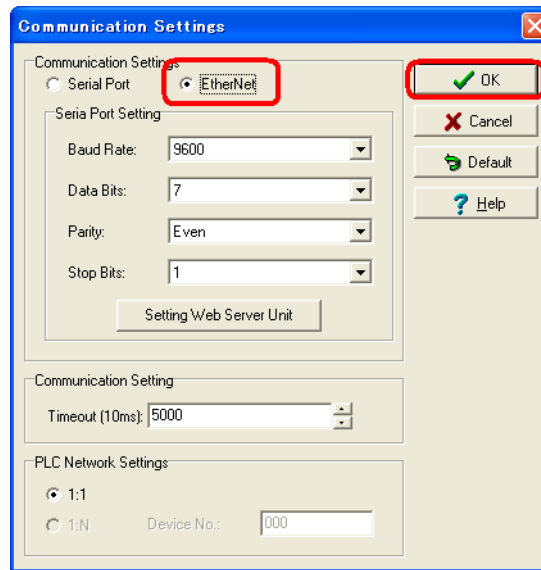 Communication Settings
Communication Settings
Serial Port EtherNet
OK
Seria Port Setting
Cancel
Baud Rate: 9600
Default
Data Bits: 7
Help
Parity: Even
Stop Bits: 1
Setting Web Server Unit
Communication Setting
Timeout (10ms): 5000
PLC Network Settings
1:1
1:N Device No.: 000